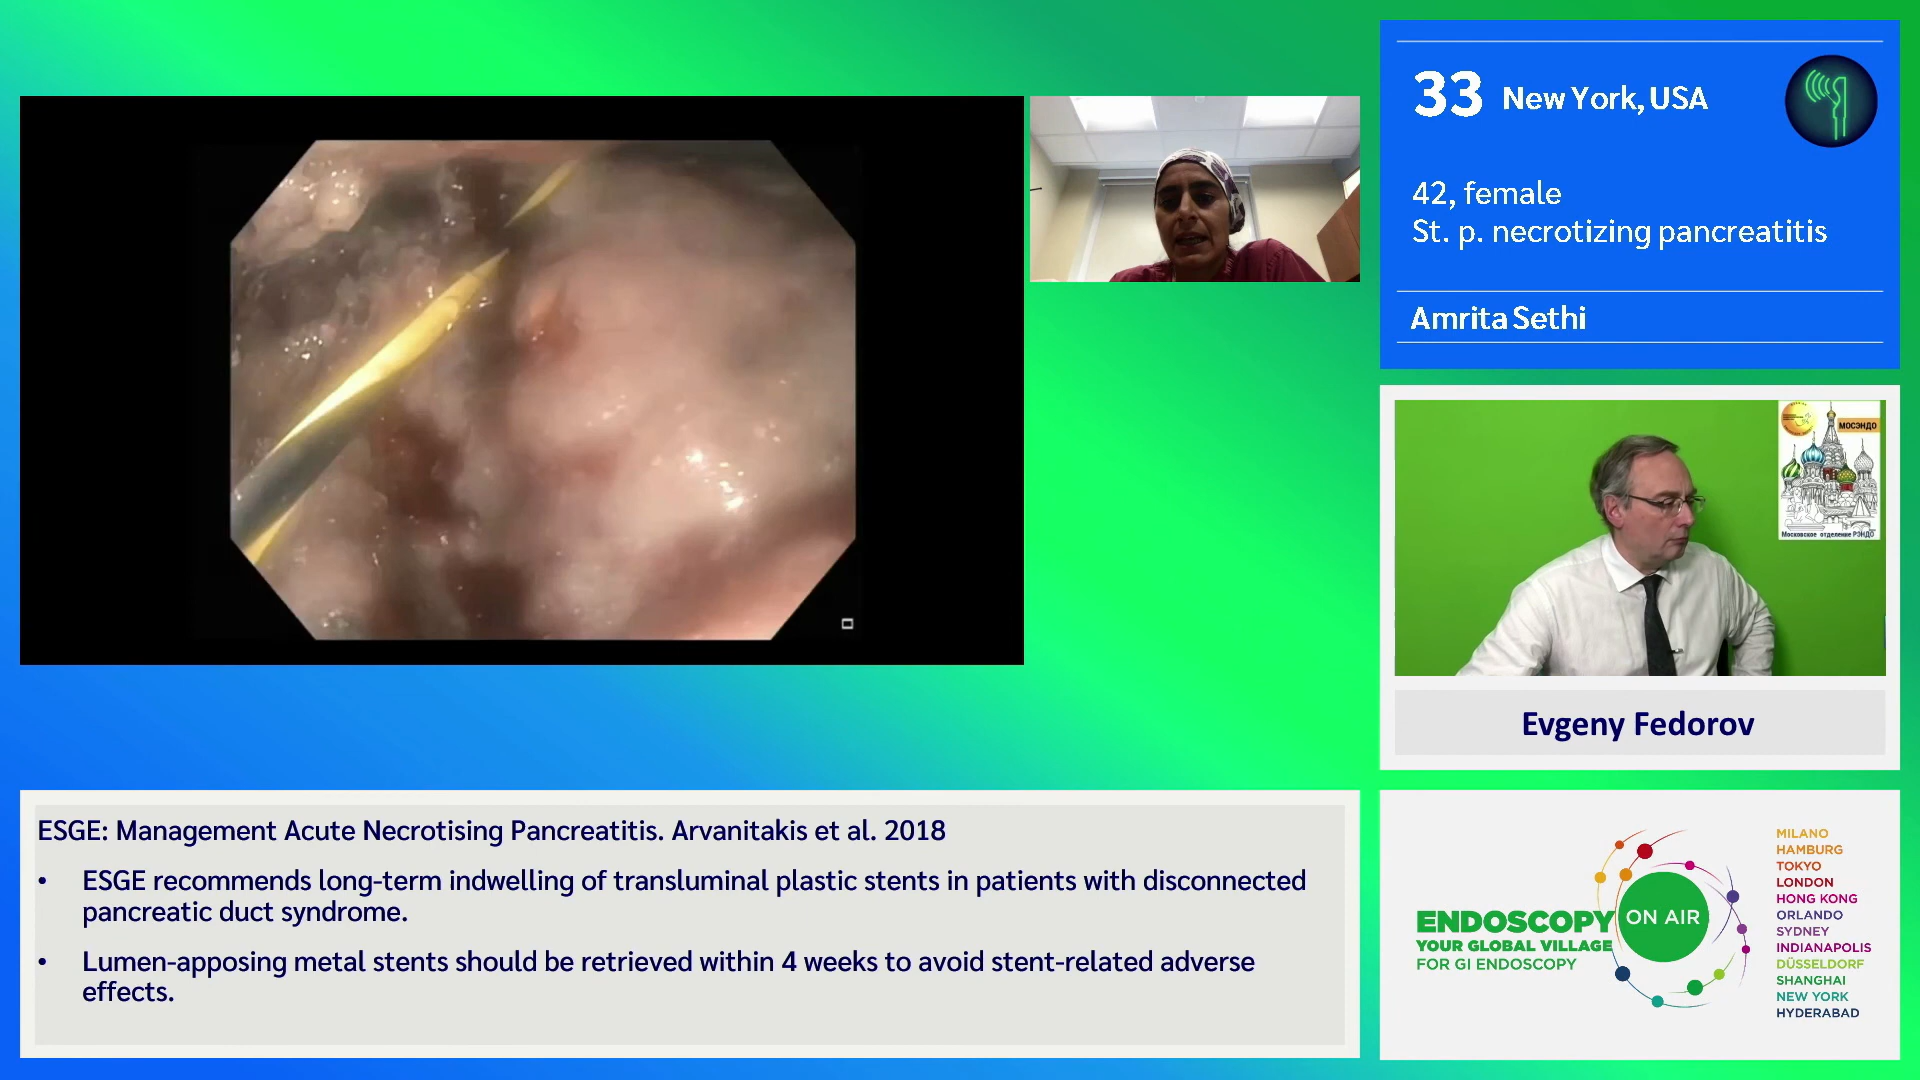 33 New York, USA
42, female
St. p. necrotizing pancreatitis
Amrita Sethi
МОСЭНДО
Московское отделение РЭНДО
Evgeny Fedorov
ESGE: Management Acute Necrotising Pancreatitis. Arvanitakis et al. 2018
• ESGE recommends long-term indwelling of transluminal plastic stents in patients with disconnected
pancreatic duct syndrome.
• Lumen-apposing metal stents should be retrieved within 4 weeks to avoid stent-related adverse
effects.
ENDOSCOPY ON AIR
YOUR GLOBAL VILLAGE
FOR GI ENDOSCOPY
MILANO
HAMBURG
TOKYO
LONDON
HONG KONG
ORLANDO
SYDNEY
INDIANAPOLIS
DÜSSELDORF
SHANGHAI
NEW YORK
HYDERABAD